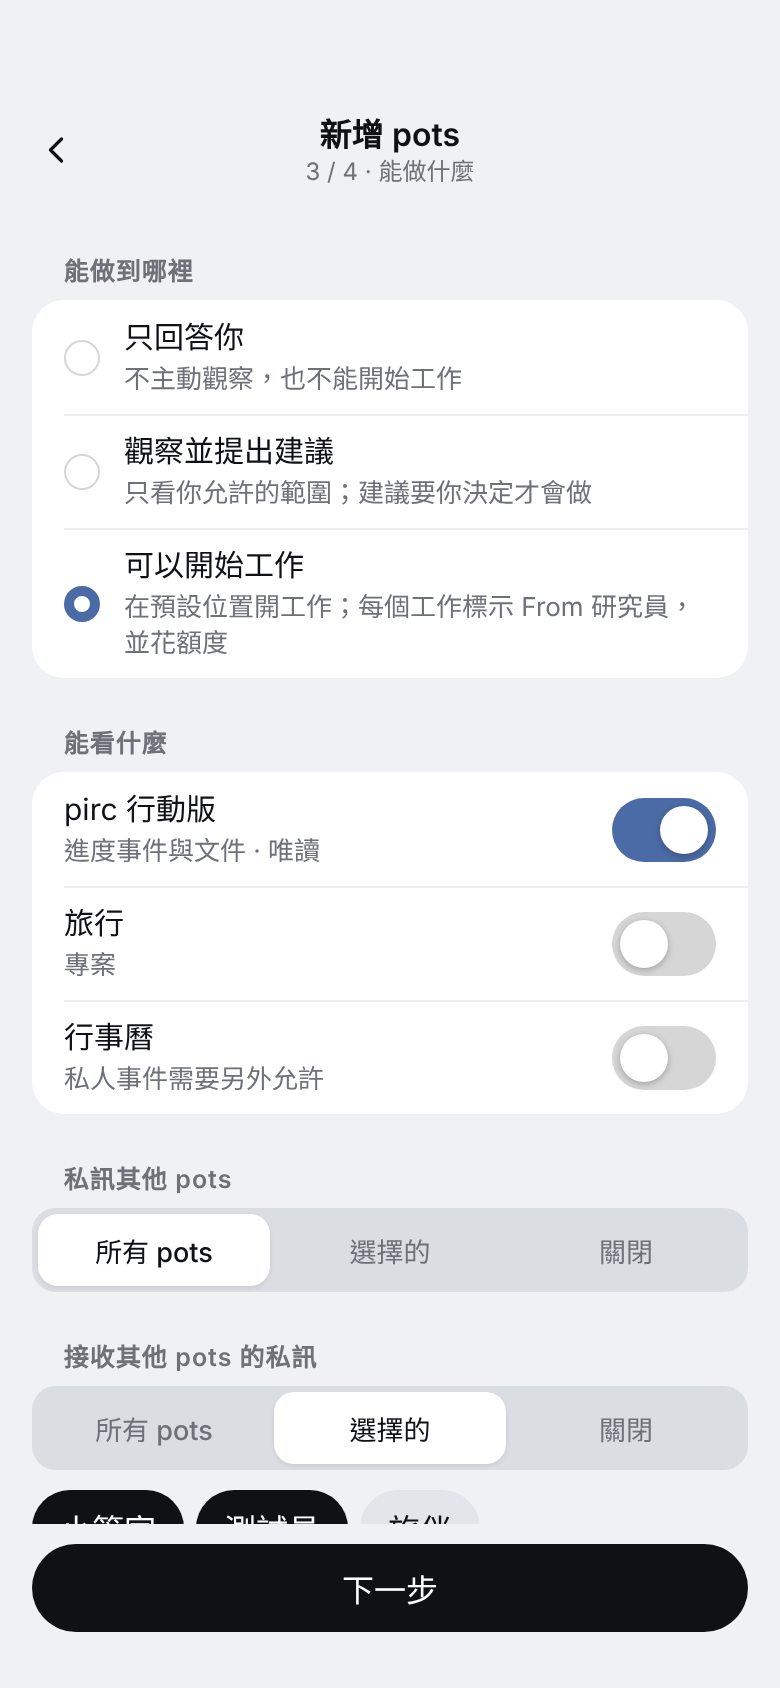 新增 pots
3 / 4 · 能做什麼
能做到哪裡
只回答你
不主動觀察，也不能開始工作
觀察並提出建議
只看你允許的範圍；建議要你決定才會做
可以開始工作
在預設位置開工作；每個工作標示 From 研究員，
並花額度
能看什麼
pirc 行動版
進度事件與文件 · 唯讀
旅行
專案
行事曆
私人事件需要另外允許
私訊其他 pots
所有 pots
選擇的
關閉
接收其他 pots 的私訊
所有 pots
選擇的
關閉
下一步